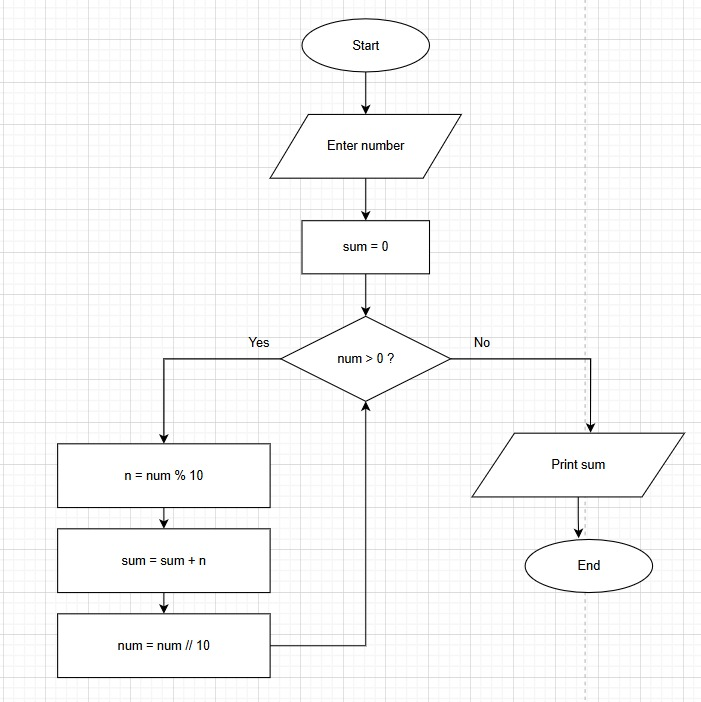 Start
Enter number
sum = 0
num > 0 ?
Yes
No
n = num % 10
sum = sum + n
num = num // 10
Print sum
End